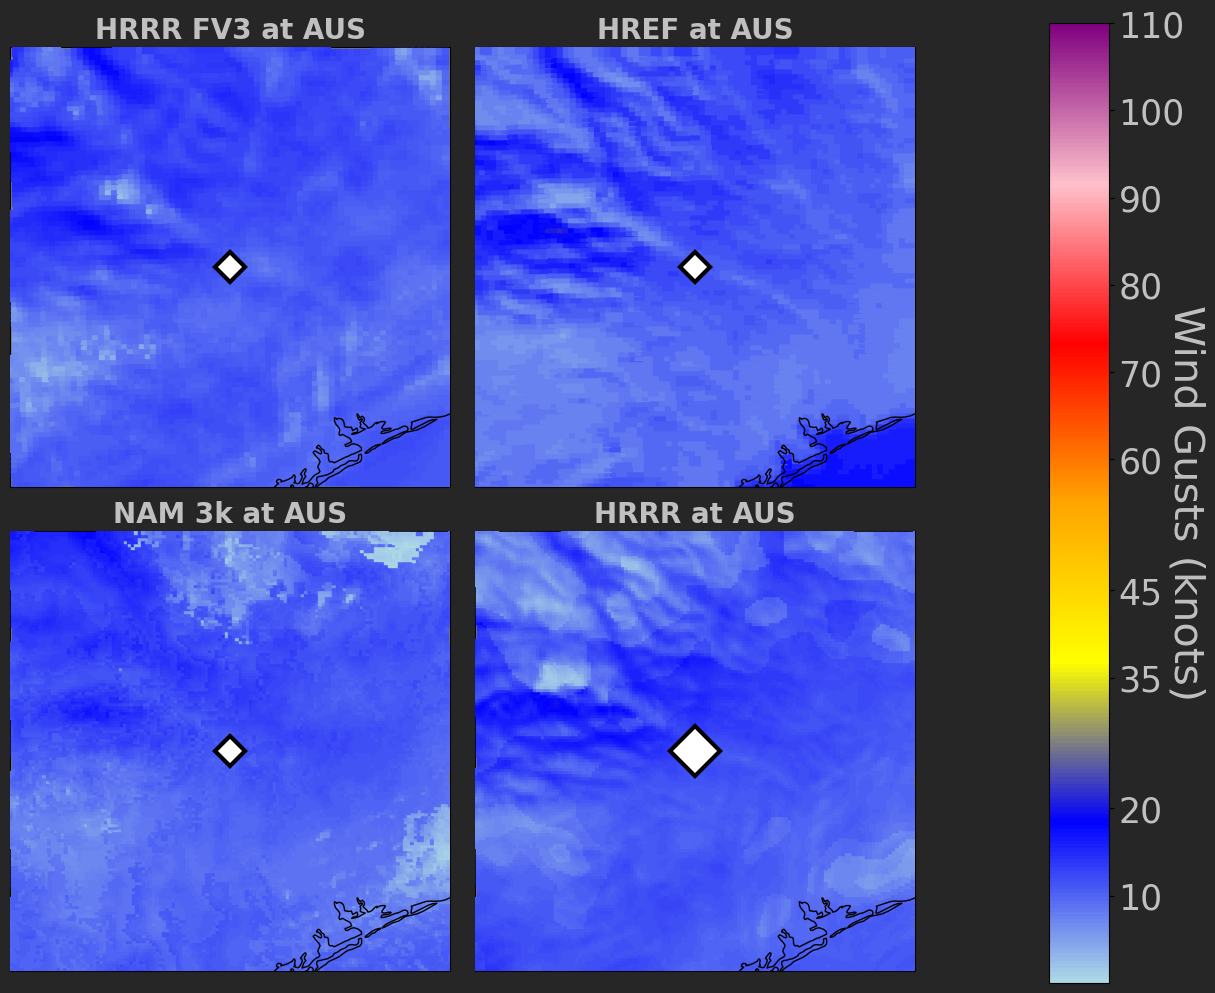 HRRR FV3 at AUS
HREF at AUS
NAM 3k at AUS
HRRR at AUS
110
100
90
80
70
60
45
35
20
10
Wind Gusts (knots)